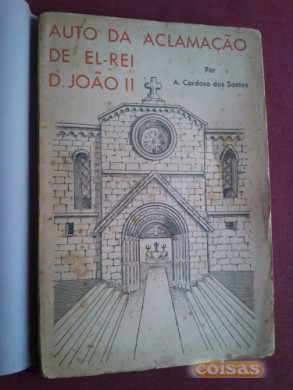 AUTO DA ACLAMAÇÃO
DE EL-REI
D. JOÃO II
Por
A. Cardoso dos Santos
coisas